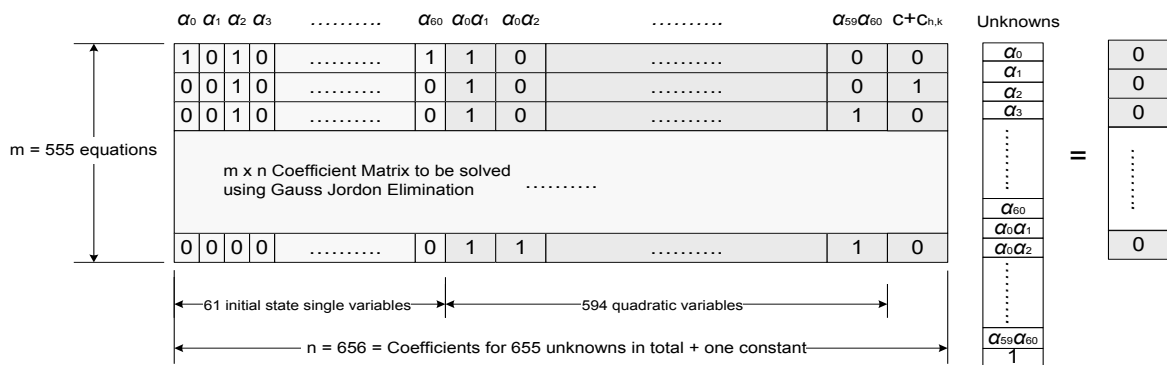 α0 α1 α2 α3 ………. α60 α0α1 α0α2 ………. α59α60 C+Ch,k Unknowns
1 0 1 0 ………. 1 1 0 ………. 0 0 α0 0
0 0 1 0 ………. 0 1 0 ………. 0 1 α1 0
0 0 1 0 ………. 0 1 0 ………. 1 0 α2 0
α3
m = 555 equations
m x n Coefficient Matrix to be solved
using Gauss Jordon Elimination ……….
=
α60
α0α1
0 0 0 0 ………. 0 1 1 ………. 1 0 α0α2 0
61 initial state single variables 594 quadratic variables
α59α60
n = 656 = Coefficients for 655 unknowns in total + one constant 1